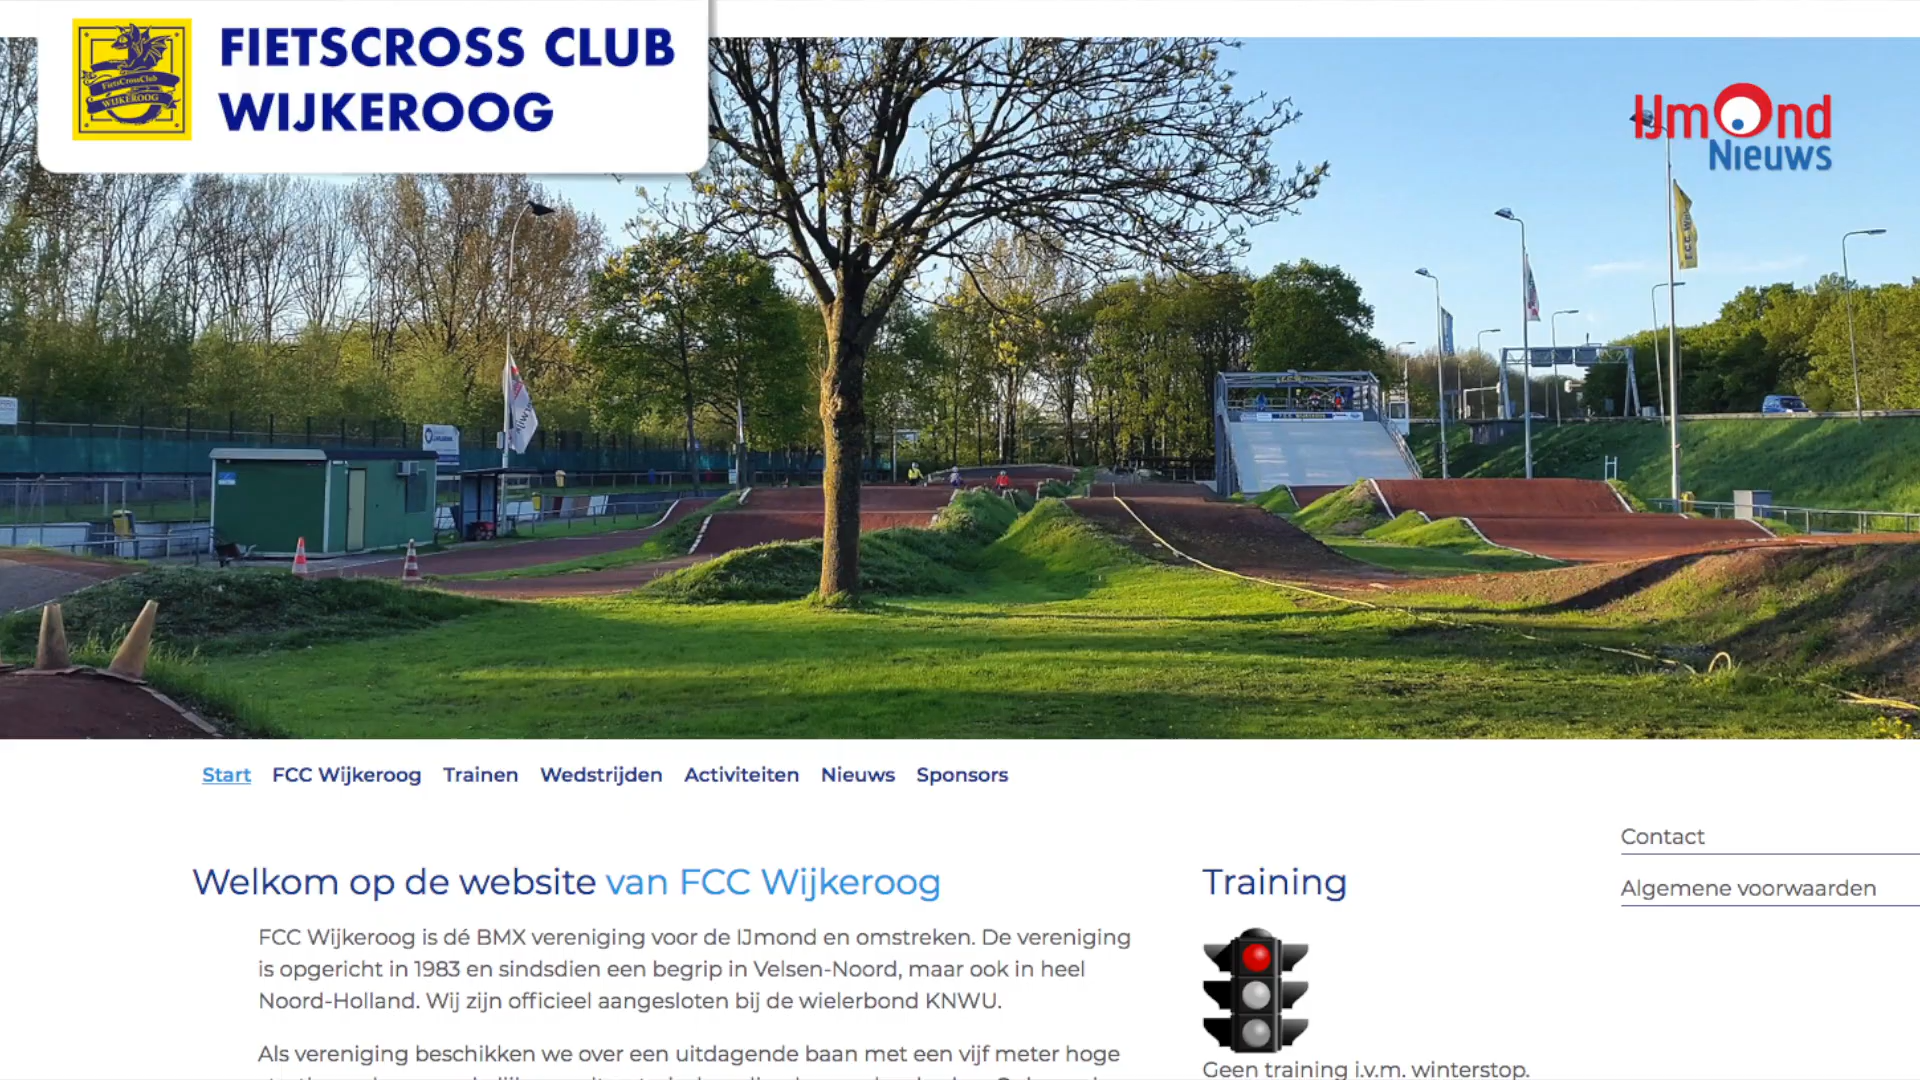 FIETSCROSS CLUB
WIJKEROOG
FietsCrossClub
WIJKEROOG
IJmond
Nieuws
Start FCC Wijkeroog Trainen Wedstrijden Activiteiten Nieuws Sponsors
Contact
Algemene voorwaarden
Welkom op de website van FCC Wijkeroog
FCC Wijkeroog is dé BMX vereniging voor de IJmond en omstreken. De vereniging
is opgericht in 1983 en sindsdien een begrip in Velsen-Noord, maar ook in heel
Noord-Holland. Wij zijn officieel aangesloten bij de wielerbond KNWU.
Als vereniging beschikken we over een uitdagende baan met een vijf meter hoge
Training
Geen training i.v.m. winterstop.